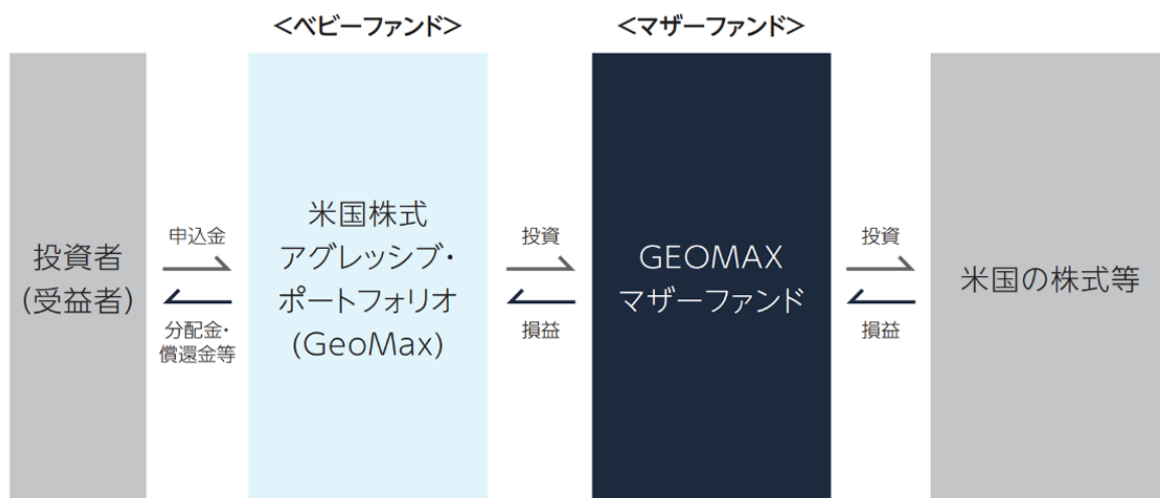 <ベビーファンド>
<マザーファンド>
投資者
(受益者)
申込金
分配金・
償還金等
米国株式
アグレッシブ・
ポートフォリオ
(GeoMax)
投資
損益
GEOMAX
マザーファンド
投資
損益
米国の株式等